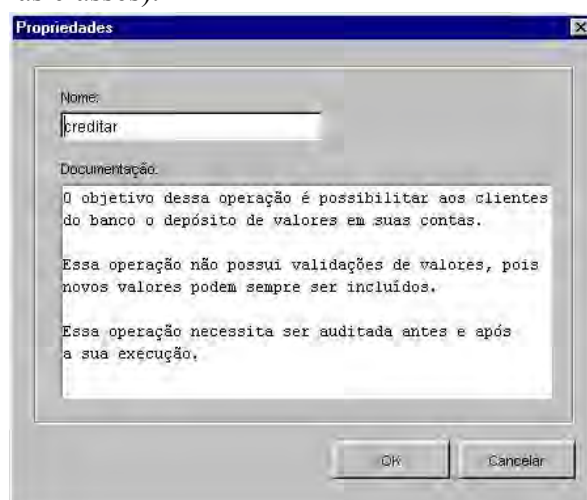 Propriedades
Nome:
creditar
Documentação:
O objetivo dessa operação é possibilitar aos clientes
do banco o depósito de valores em suas contas.
Essa operação não possui validações de valores, pois
novos valores podem sempre ser incluídos.
Essa operação necessita ser auditada antes e após
a sua execução.
OK
Cancelar